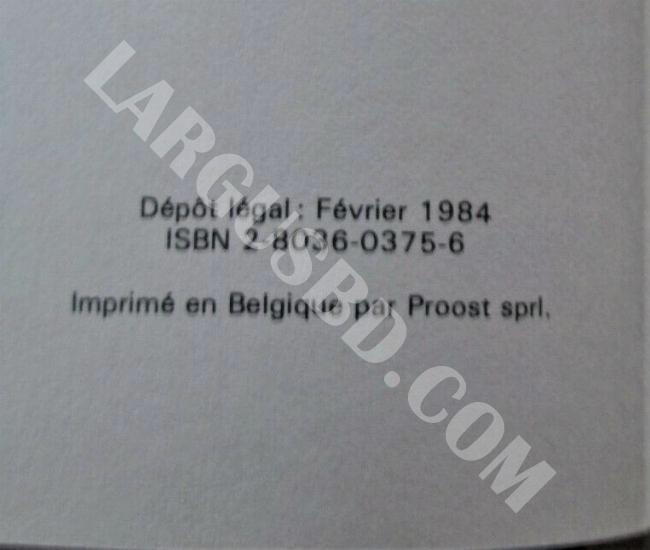 Dépôt légal : Février 1984
ISBN 2-8036-0375-6
Imprimé en Belgique par Proost sprl.
LARGUSBD.COM